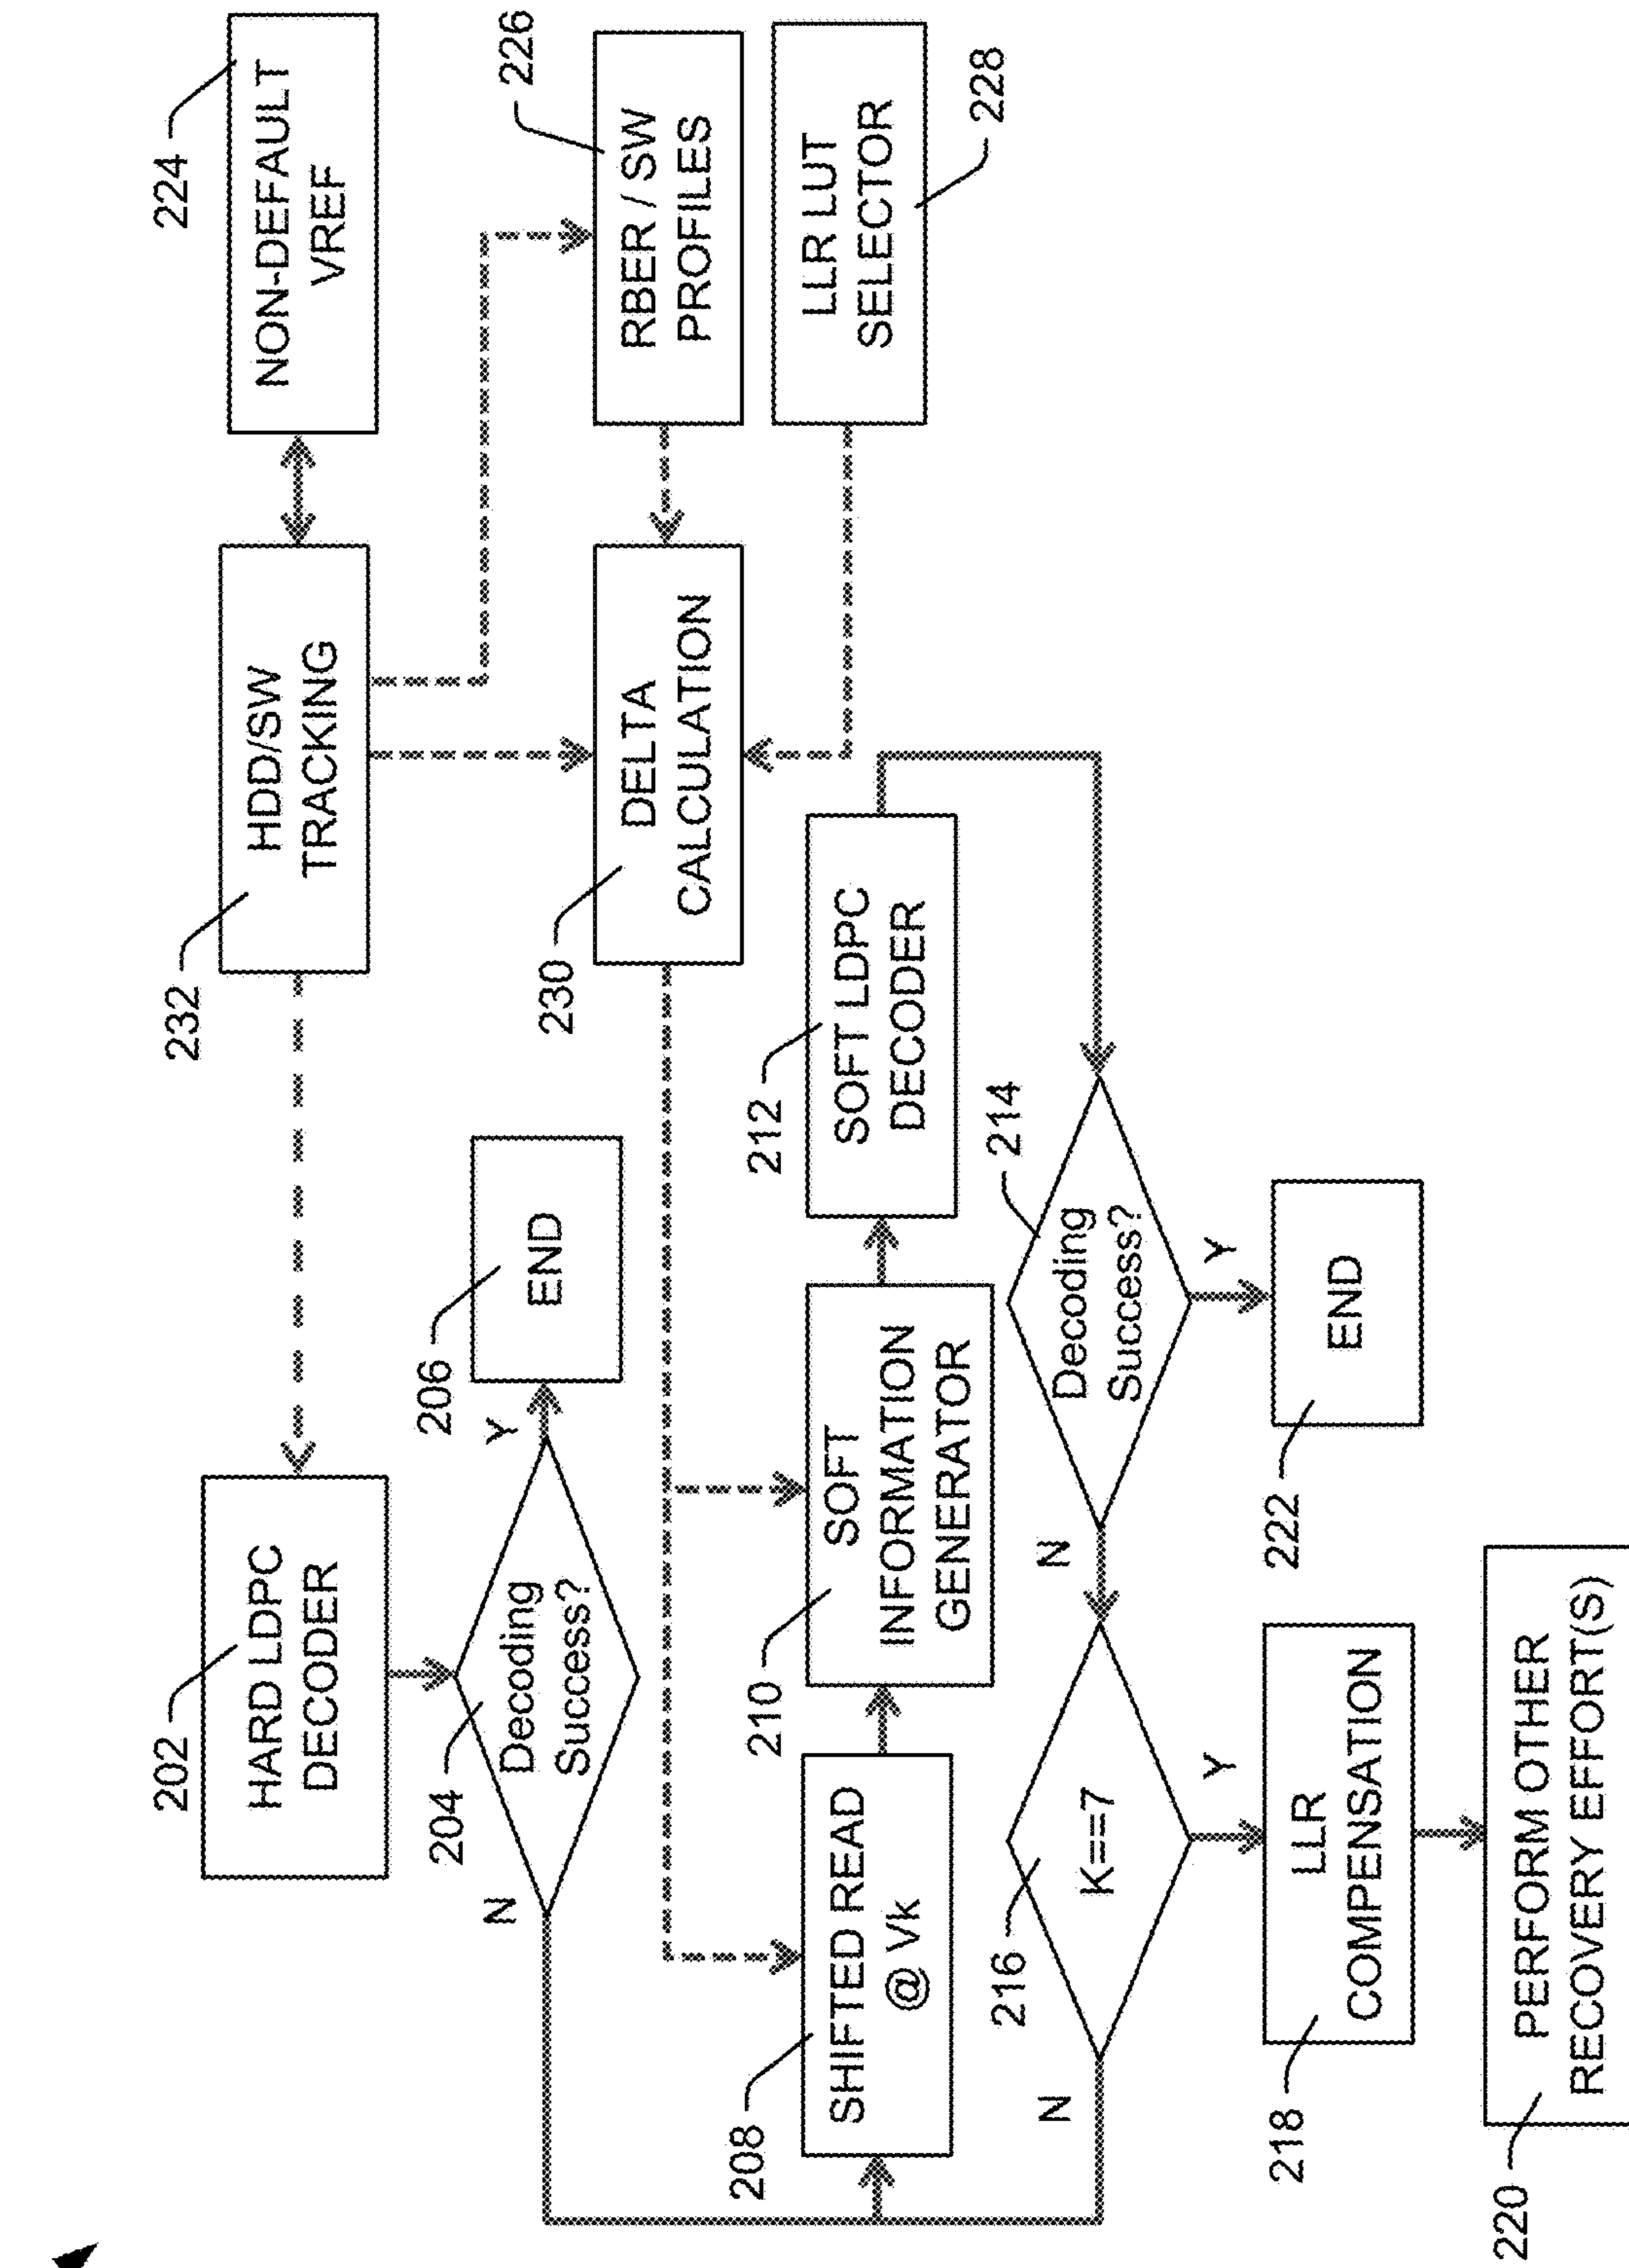 202
HARD LDPC
DECODER
232
HDD/SW
TRACKING
224
NON-DEFAULT
VREF
204
Decoding
Success?
N
Y
206
END
230
DELTA
CALCULATION
226
RBER / SW
PROFILES
228
LLR LUT
SELECTOR
208
SHIFTED READ
@ Vk
210
SOFT
INFORMATION
GENERATOR
212
SOFT LDPC
DECODER
216
K==7
N
Y
214
Decoding
Success?
N
Y
218
LLR
COMPENSATION
222
END
220
PERFORM OTHER
RECOVERY EFFORT(S)